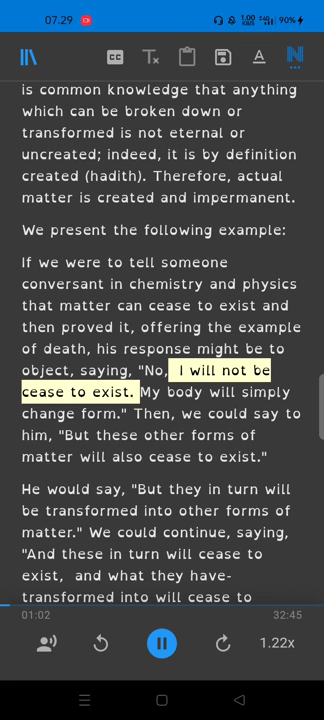 07.29
1.00 KB/S
90%
CC
is common knowledge that anything
which can be broken down or
transformed is not eternal or
uncreated; indeed, it is by definition
created (hadith). Therefore, actual
matter is created and impermanent.
We present the following example:
If we were to tell someone
conversant in chemistry and physics
that matter can cease to exist and
then proved it, offering the example
of death, his response might be to
object, saying, "No, I will not be
cease to exist. My body will simply
change form." Then, we could say to
him, "But these other forms of
matter will also cease to exist."
He would say, "But they in turn will
be transformed into other forms of
matter." We could continue, saying,
"And these in turn will cease to
exist, and what they have-
transformed into will cease to
01:02
32:45
1.22x